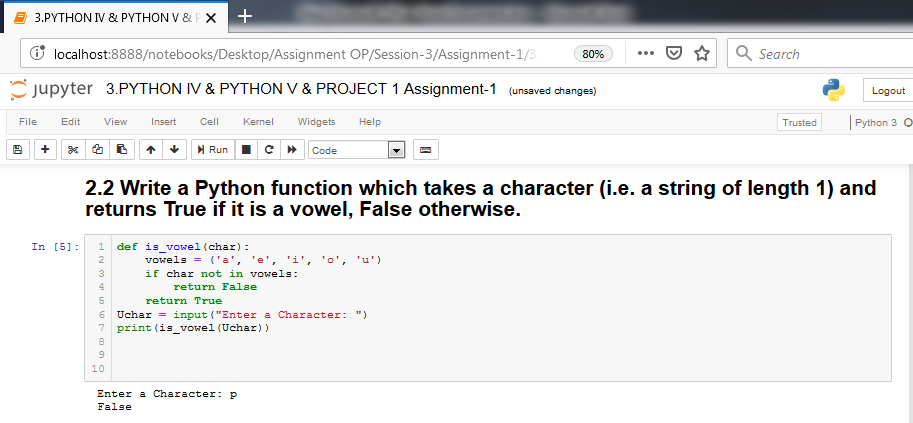 3.PYTHON IV & PYTHON V & P
localhost:8888/notebooks/Desktop/Assignment OP/Session-3/Assignment-1/3
80%
Search
jupyter 3.PYTHON IV & PYTHON V & PROJECT 1 Assignment-1 (unsaved changes)
Logout
File Edit View Insert Cell Kernel Widgets Help
Trusted
Python 3
Run
Code
2.2 Write a Python function which takes a character (i.e. a string of length 1) and
returns True if it is a vowel, False otherwise.
In [5]:
1 def is_vowel(char):
2     vowels = ('a', 'e', 'i', 'o', 'u')
3     if char not in vowels:
4         return False
5     return True
6 Uchar = input("Enter a Character: ")
7 print(is_vowel(Uchar))
8
9
10
Enter a Character: p
False